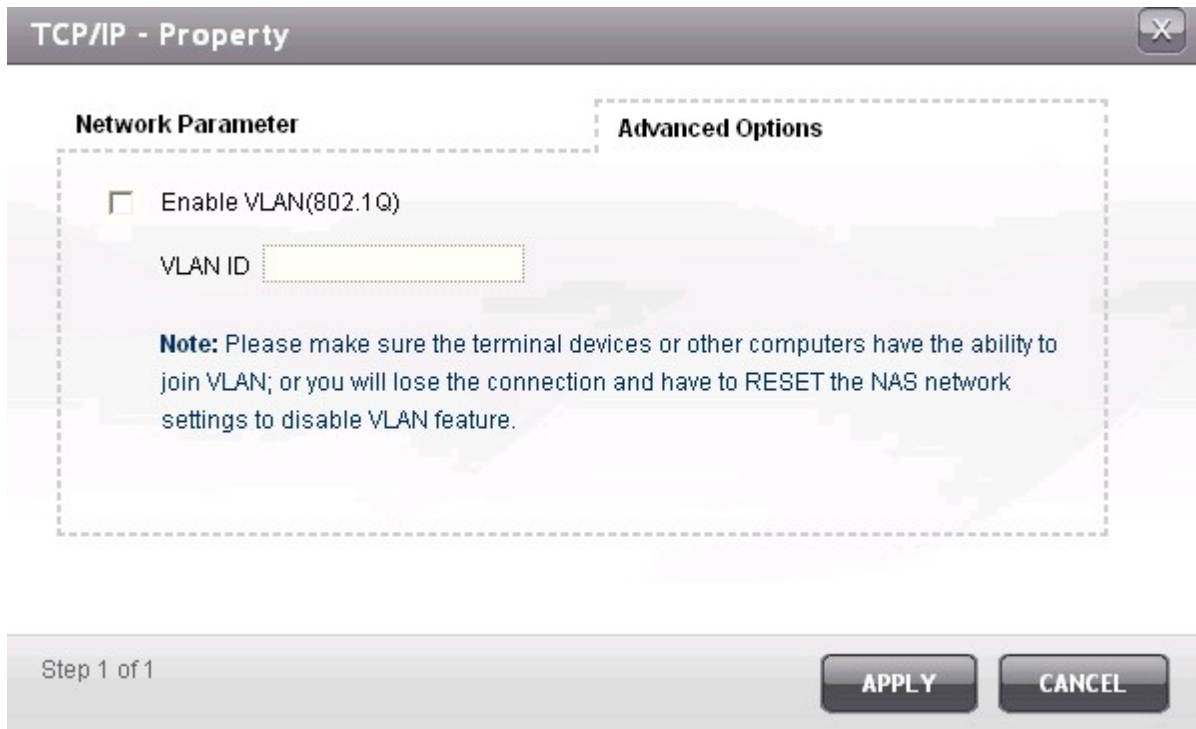 TCP/IP - Property
X
Network Parameter
Advanced Options
Enable VLAN(802.1Q)
VLAN ID
Note: Please make sure the terminal devices or other computers have the ability to
join VLAN; or you will lose the connection and have to RESET the NAS network
settings to disable VLAN feature.
Step 1 of 1
APPLY
CANCEL